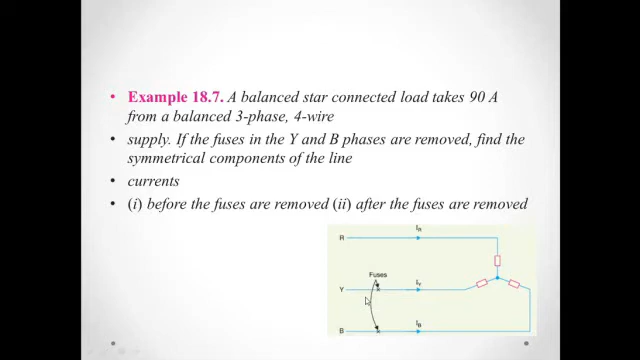 • Example 18.7. A balanced star connected load takes 90 A
from a balanced 3-phase, 4-wire
• supply. If the fuses in the Y and B phases are removed, find the
symmetrical components of the line
• currents
• (i) before the fuses are removed (ii) after the fuses are removed
R
I_R
Fuses
Y
I_Y
B
I_B